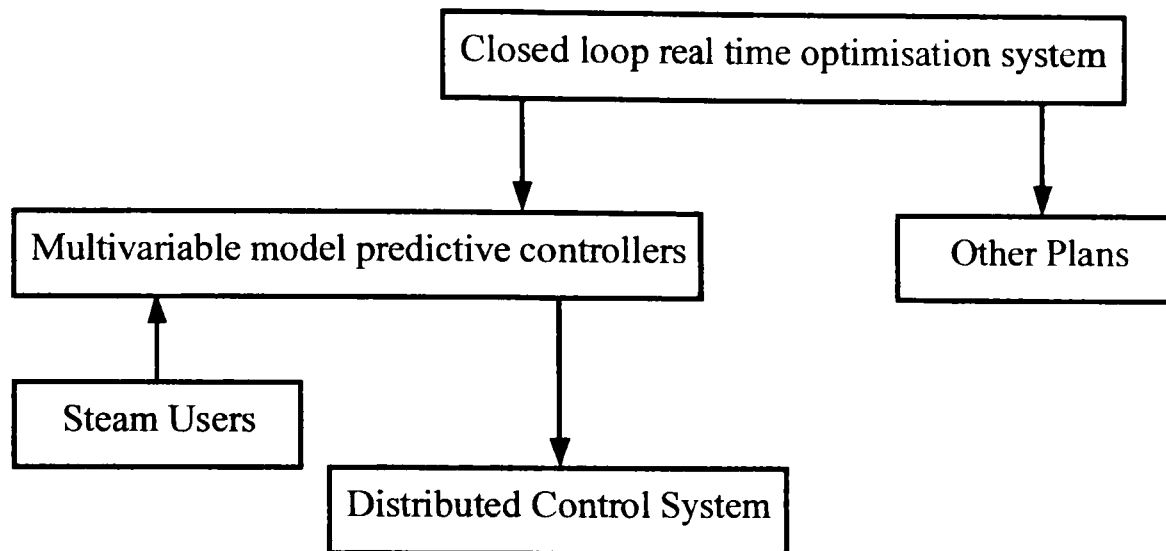 Closed loop real time optimisation system
Multivariable model predictive controllers
Other Plans
Steam Users
Distributed Control System